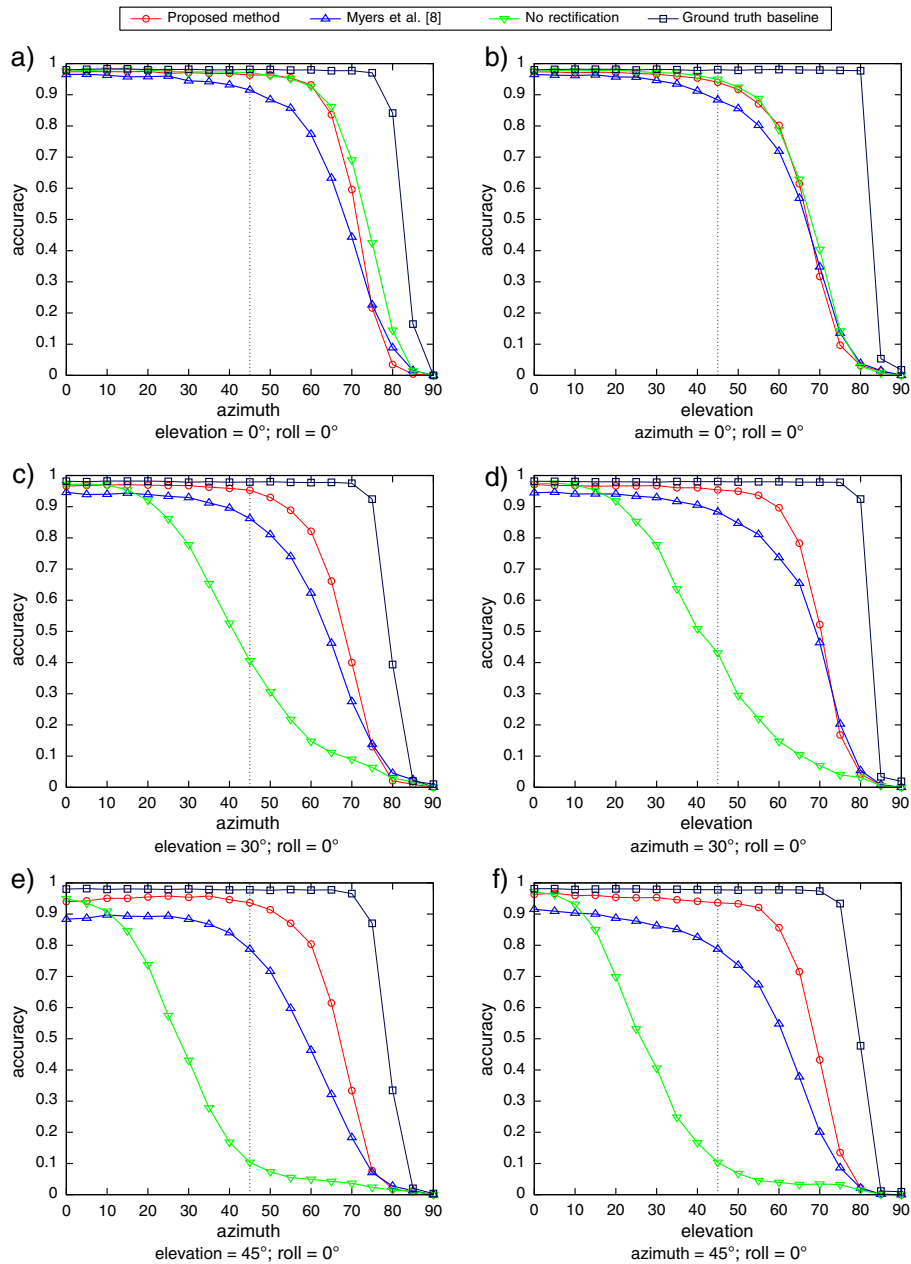 Proposed method Myers et al. [8] No rectification Ground truth baseline
a)
1
0.9
0.8
0.7
0.6
0.5
0.4
0.3
0.2
0.1
0
accuracy
0 10 20 30 40 50 60 70 80 90
azimuth
elevation = 0°; roll = 0°
b)
1
0.9
0.8
0.7
0.6
0.5
0.4
0.3
0.2
0.1
0
accuracy
0 10 20 30 40 50 60 70 80 90
elevation
azimuth = 0°; roll = 0°
c)
1
0.9
0.8
0.7
0.6
0.5
0.4
0.3
0.2
0.1
0
accuracy
0 10 20 30 40 50 60 70 80 90
azimuth
elevation = 30°; roll = 0°
d)
1
0.9
0.8
0.7
0.6
0.5
0.4
0.3
0.2
0.1
0
accuracy
0 10 20 30 40 50 60 70 80 90
elevation
azimuth = 30°; roll = 0°
e)
1
0.9
0.8
0.7
0.6
0.5
0.4
0.3
0.2
0.1
0
accuracy
0 10 20 30 40 50 60 70 80 90
azimuth
elevation = 45°; roll = 0°
f)
1
0.9
0.8
0.7
0.6
0.5
0.4
0.3
0.2
0.1
0
accuracy
0 10 20 30 40 50 60 70 80 90
elevation
azimuth = 45°; roll = 0°